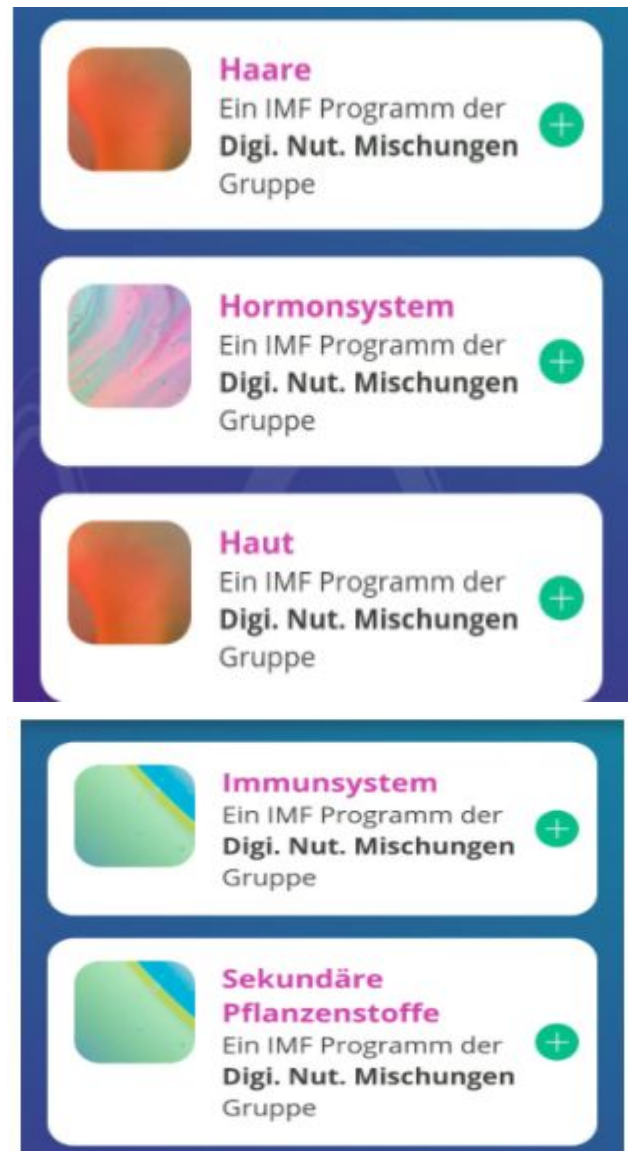 Haare
Ein IMF Programm der
Digi. Nut. Mischungen
Gruppe
Hormonsystem
Ein IMF Programm der
Digi. Nut. Mischungen
Gruppe
Haut
Ein IMF Programm der
Digi. Nut. Mischungen
Gruppe
Immunsystem
Ein IMF Programm der
Digi. Nut. Mischungen
Gruppe
Sekundäre
Pflanzenstoffe
Ein IMF Programm der
Digi. Nut. Mischungen
Gruppe